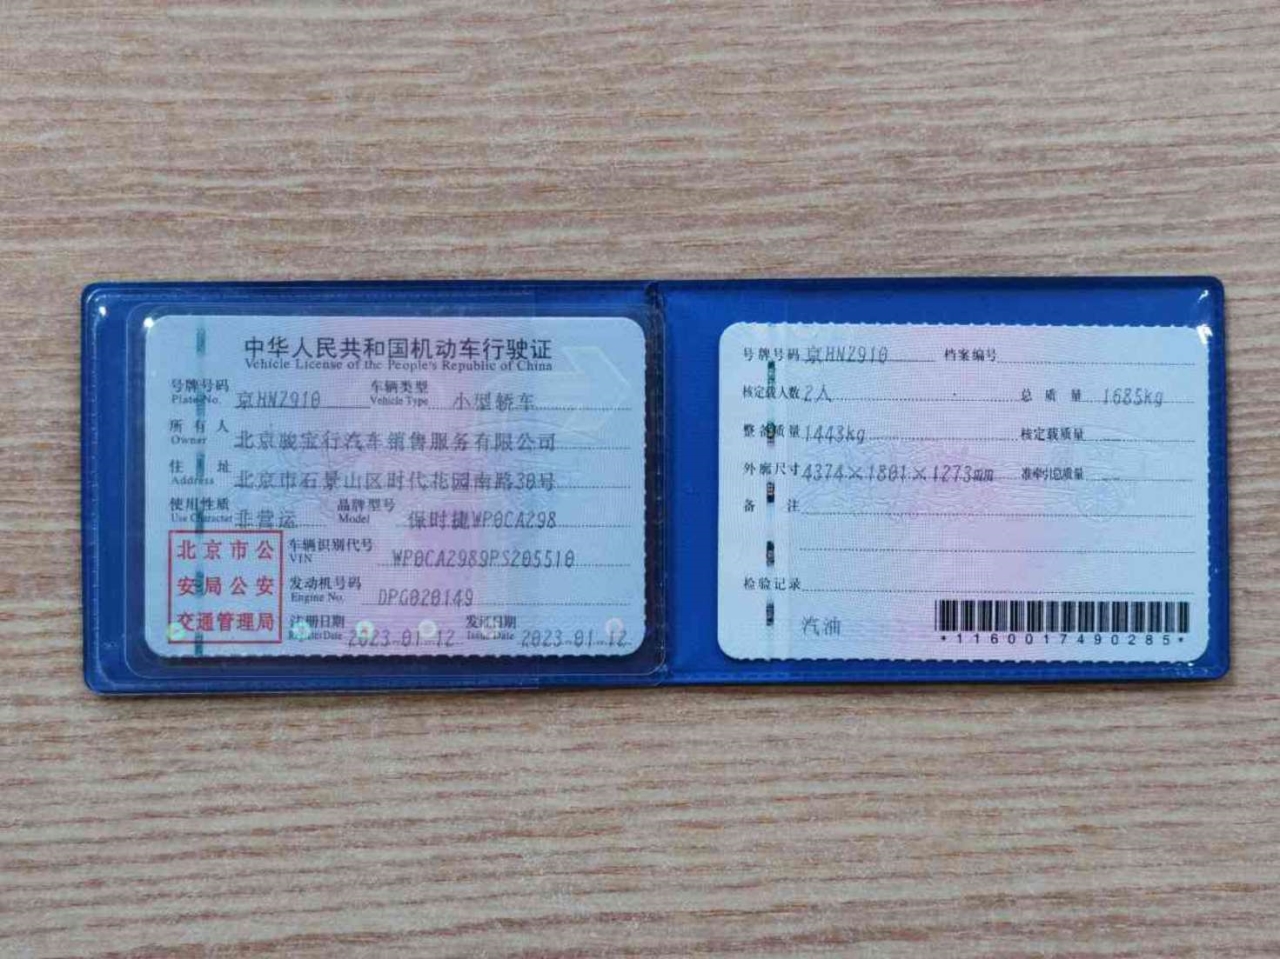 中华人民共和国机动车行驶证
Vehicle License of the People's Republic of China
号牌号码 京HNZ910 车辆类型 小型轿车
Plate No. Vehicle Type
所有人 北京骏宝行汽车销售服务有限公司
Owner
住址 北京市石景山区时代花园南路30号
Address
使用性质 非营运 品牌型号 保时捷WP0CA298
Use Character Model
北京市公
安局公安
交通管理局
车辆识别代号 WP0CA2989PS205510
VIN
发动机号码 DPG020149
Engine No.
注册日期 2023-01-12 发证日期 2023-01-12
Register Date Issue Date
号牌号码 京HNZ910 档案编号
核定载人数 2人 总质量 1685kg
整备质量 1443kg 核定载质量
外廓尺寸 4374×1801×1273mm 准牵引总质量
备注
检验记录
汽油
*1160017490285*